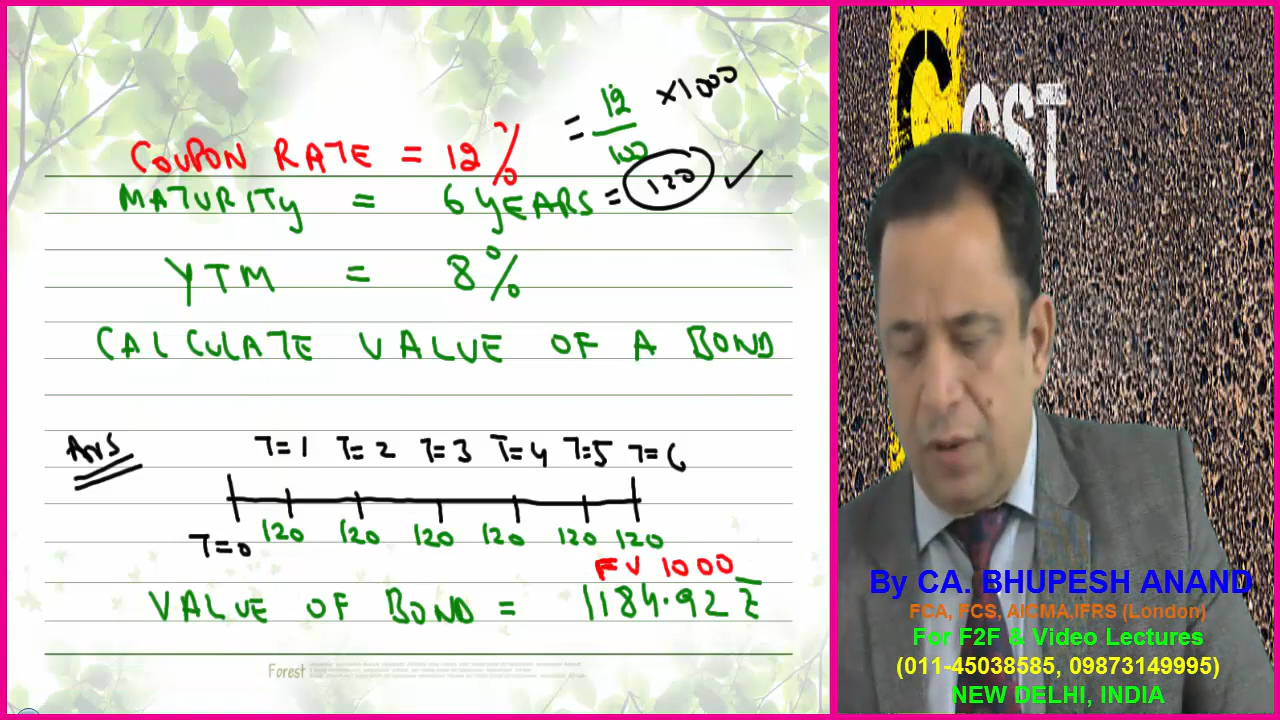 COUPON RATE = 12%
= 12/100 × 1000
MATURITY = 6 YEARS
= 120 ✓
YTM = 8%
CALCULATE VALUE OF A BOND
Ans
T=1 T=2 T=3 T=4 T=5 T=6
T=0
120 120 120 120 120 120
FV 1000
VALUE OF BOND = 1184.92
Forest
COST
By CA. BHUPESH ANAND
FCA, FCS, AICMA,IFRS (London)
For F2F & Video Lectures
(011-45038585, 09873149995)
NEW DELHI, INDIA